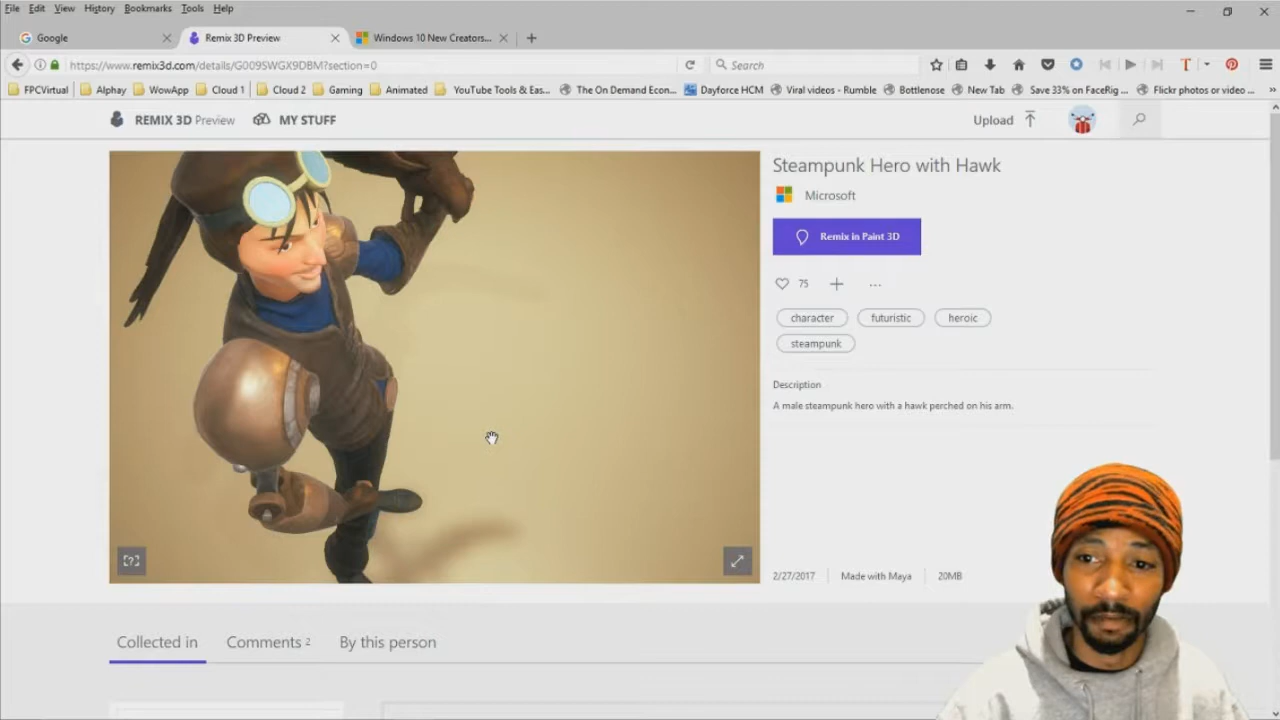 File Edit View History Bookmarks Tools Help
Google
Remix 3D Preview
Windows 10 New Creators...
https://www.remix3d.com/details/G009SWGX9DBM?section=0
Search
FPCVirtual Alphay WowApp Cloud 1 Cloud 2 Gaming Animated YouTube Tools & Eas... The On Demand Econ... Dayforce HCM Viral videos - Rumble Bottlenose New Tab Save 33% on FaceRig ... Flickr photos or video ...
REMIX 3D Preview MY STUFF Upload
Steampunk Hero with Hawk
Microsoft
Remix in Paint 3D
75
character futuristic heroic
steampunk
Description
A male steampunk hero with a hawk perched on his arm.
2/27/2017 Made with Maya 20MB
Collected in Comments 2 By this person